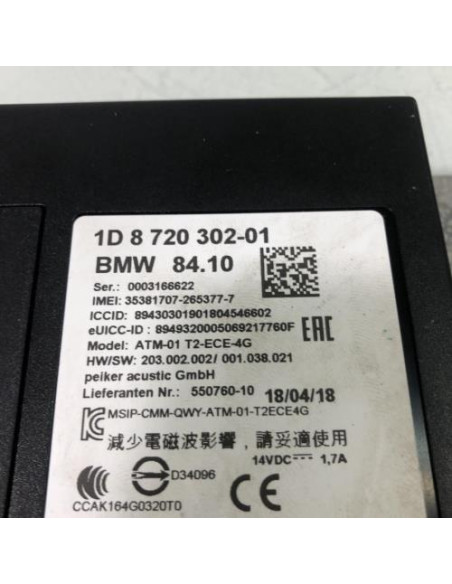 1D 8 720 302-01
BMW 84.10
Ser.: 0003166622
IMEI: 35381707-265377-7
ICCID: 89430301901804546602
eUICC-ID : 8949320005069217760F
EAC
Model: ATM-01 T2-ECE-4G
HW/SW: 203.002.002/ 001.038.021
peiker acustic GmbH
Lieferanten Nr.: 550760-10 18/04/18
MSIP-CMM-QWY-ATM-01-T2ECE4G
減少電磁波影響，請妥適使用
14VDC 1,7A
D34096
CCAK164G0320T0
CE